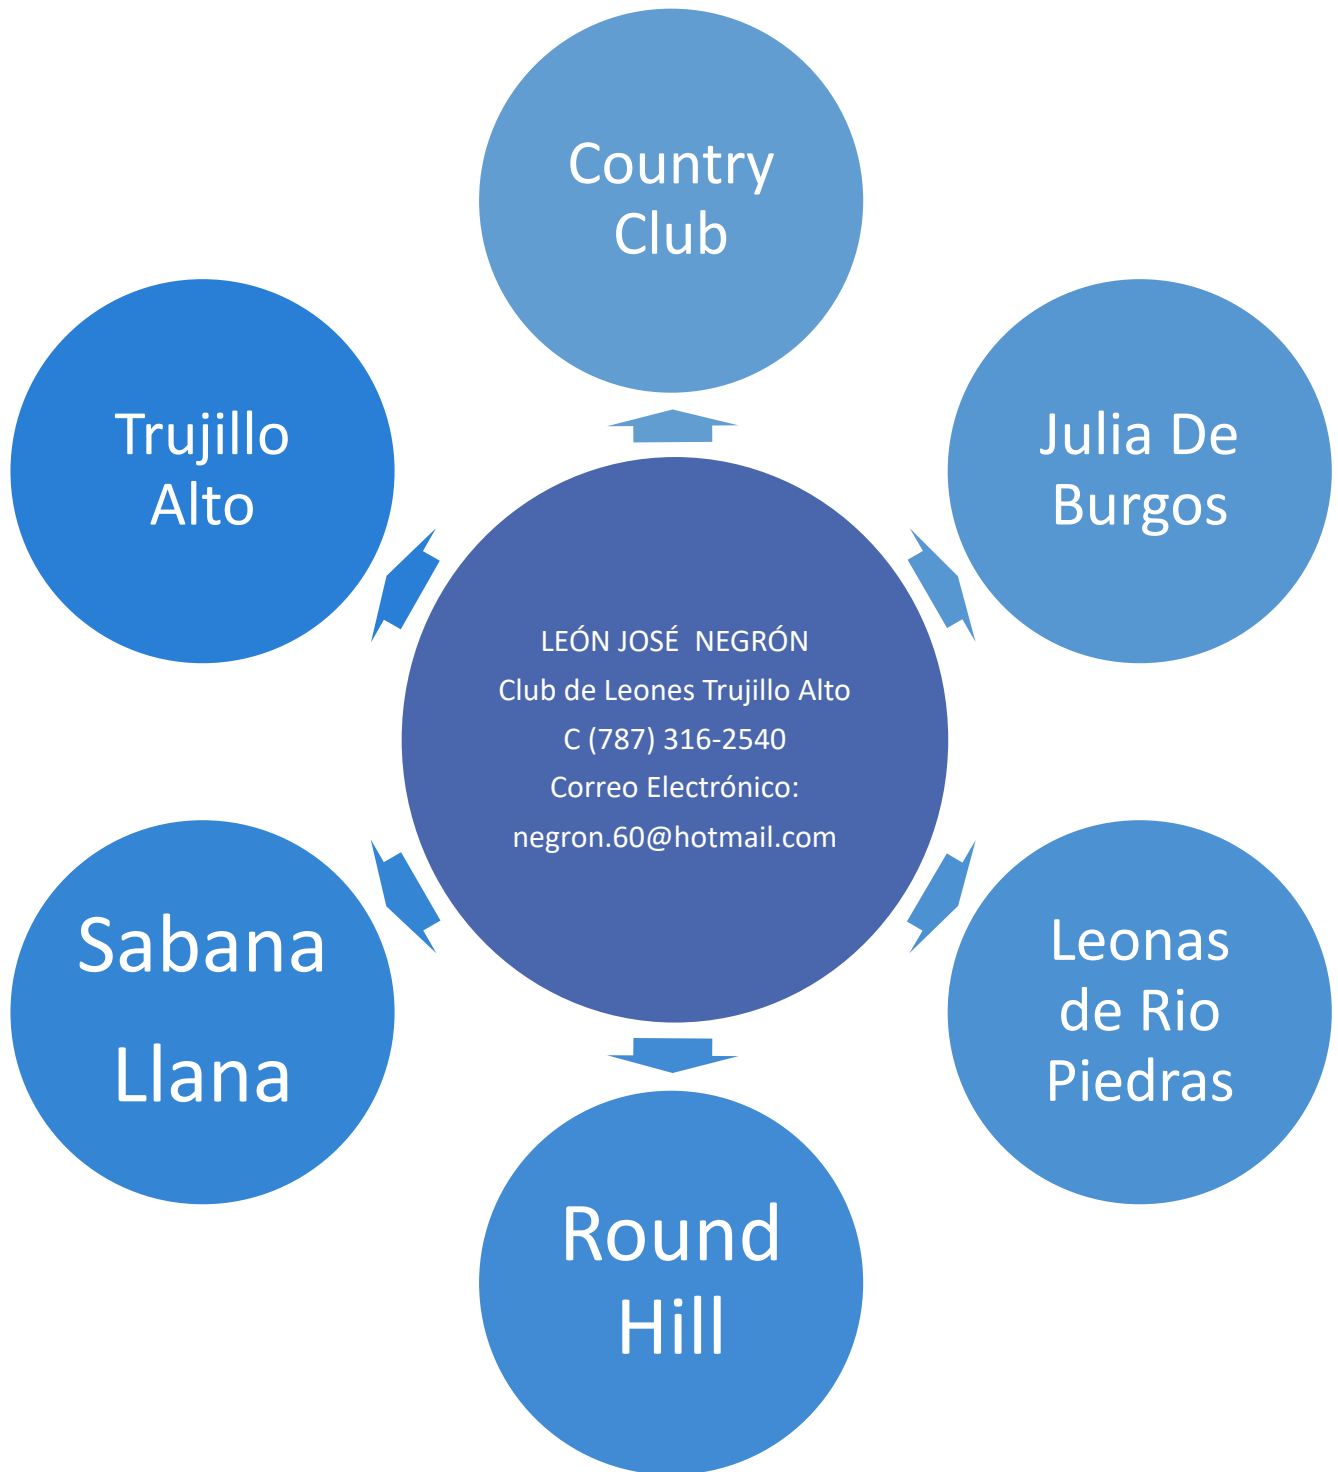 Country
Club
Trujillo
Alto
Julia De
Burgos
LEÓN JOSÉ  NEGRÓN
Club de Leones Trujillo Alto
C (787) 316-2540
Correo Electrónico:
negron.60@hotmail.com
Sabana
Llana
Leonas
de Rio
Piedras
Round
Hill